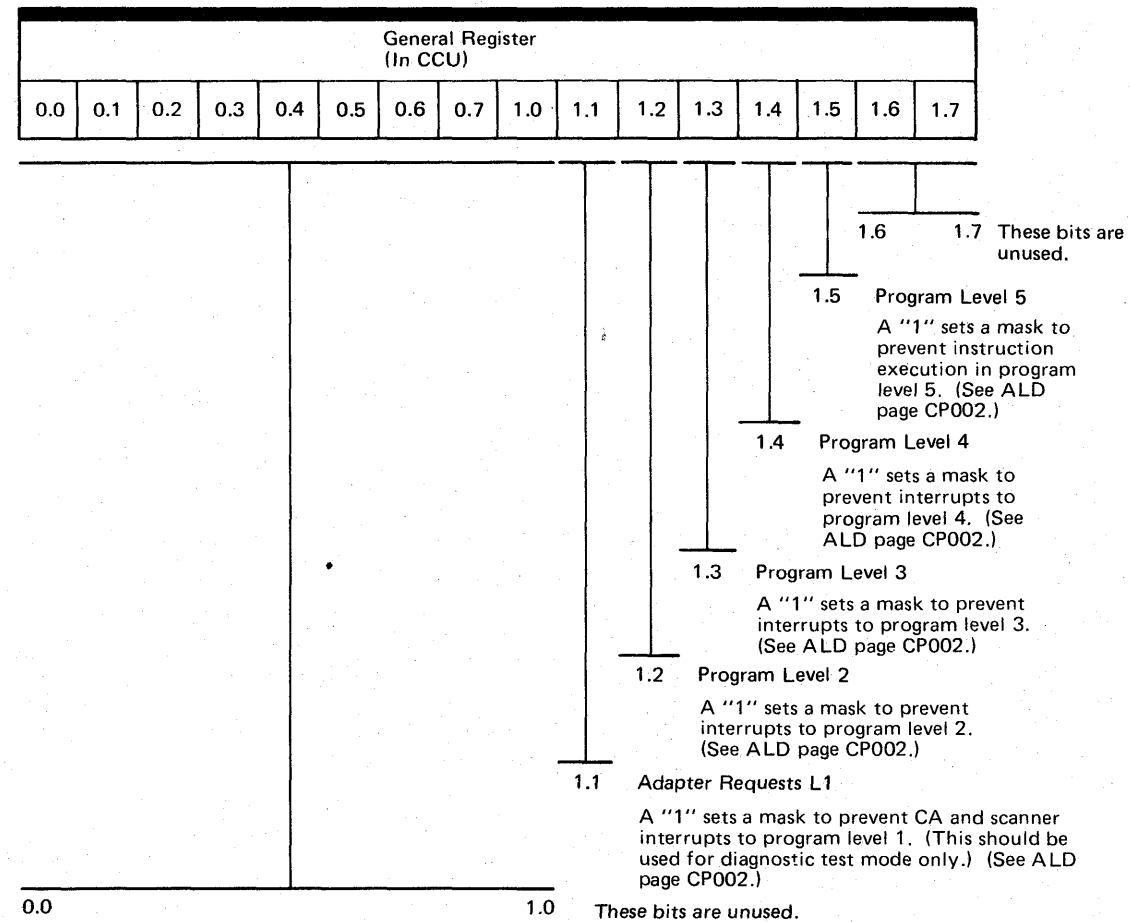 General Register
(In CCU)
0.0 0.1 0.2 0.3 0.4 0.5 0.6 0.7 1.0 1.1 1.2 1.3 1.4 1.5 1.6 1.7
1.6 1.7 These bits are
unused.
1.5 Program Level 5
A "1" sets a mask to
prevent instruction
execution in program
level 5. (See ALD
page CP002.)
1.4 Program Level 4
A "1" sets a mask to
prevent interrupts to
program level 4. (See
ALD page CP002.)
1.3 Program Level 3
A "1" sets a mask to prevent
interrupts to program level 3.
(See ALD page CP002.)
1.2 Program Level 2
A "1" sets a mask to prevent
interrupts to program level 2.
(See ALD page CP002.)
1.1 Adapter Requests L1
A "1" sets a mask to prevent CA and scanner
interrupts to program level 1. (This should be
used for diagnostic test mode only.) (See ALD
page CP002.)
0.0 1.0 These bits are unused.